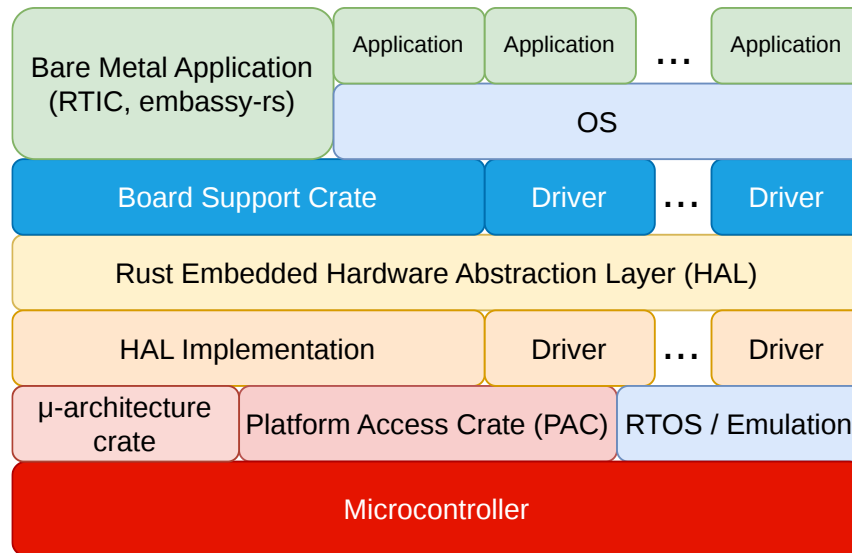 Bare Metal Application
(RTIC, embassy-rs)
Application
Application
...
Application
OS
Board Support Crate
Driver
...
Driver
Rust Embedded Hardware Abstraction Layer (HAL)
HAL Implementation
Driver
...
Driver
μ-architecture
crate
Platform Access Crate (PAC)
RTOS / Emulation
Microcontroller